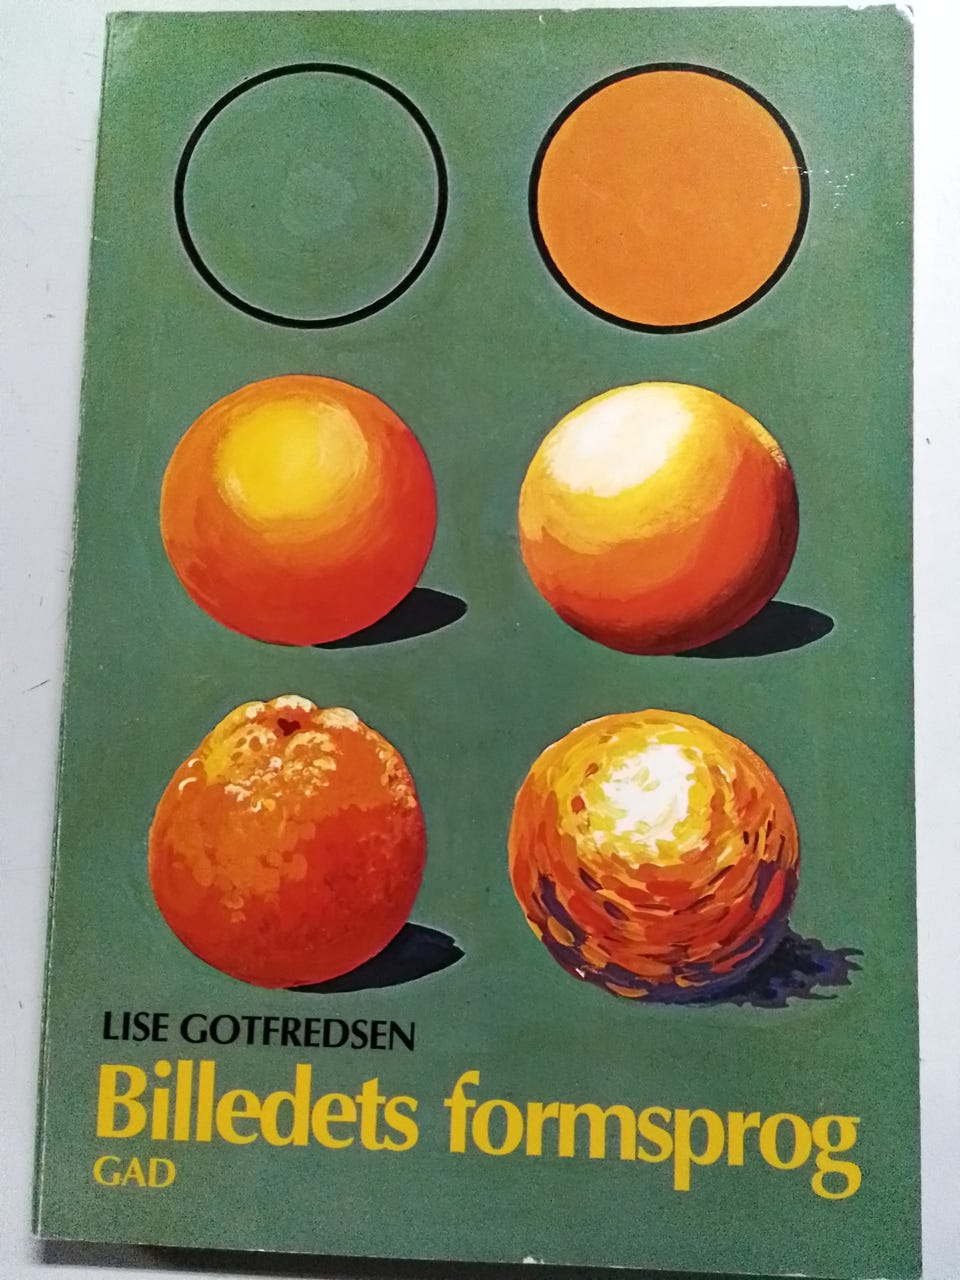 LISE GOTFREDSEN
Billedets formsprog
GAD